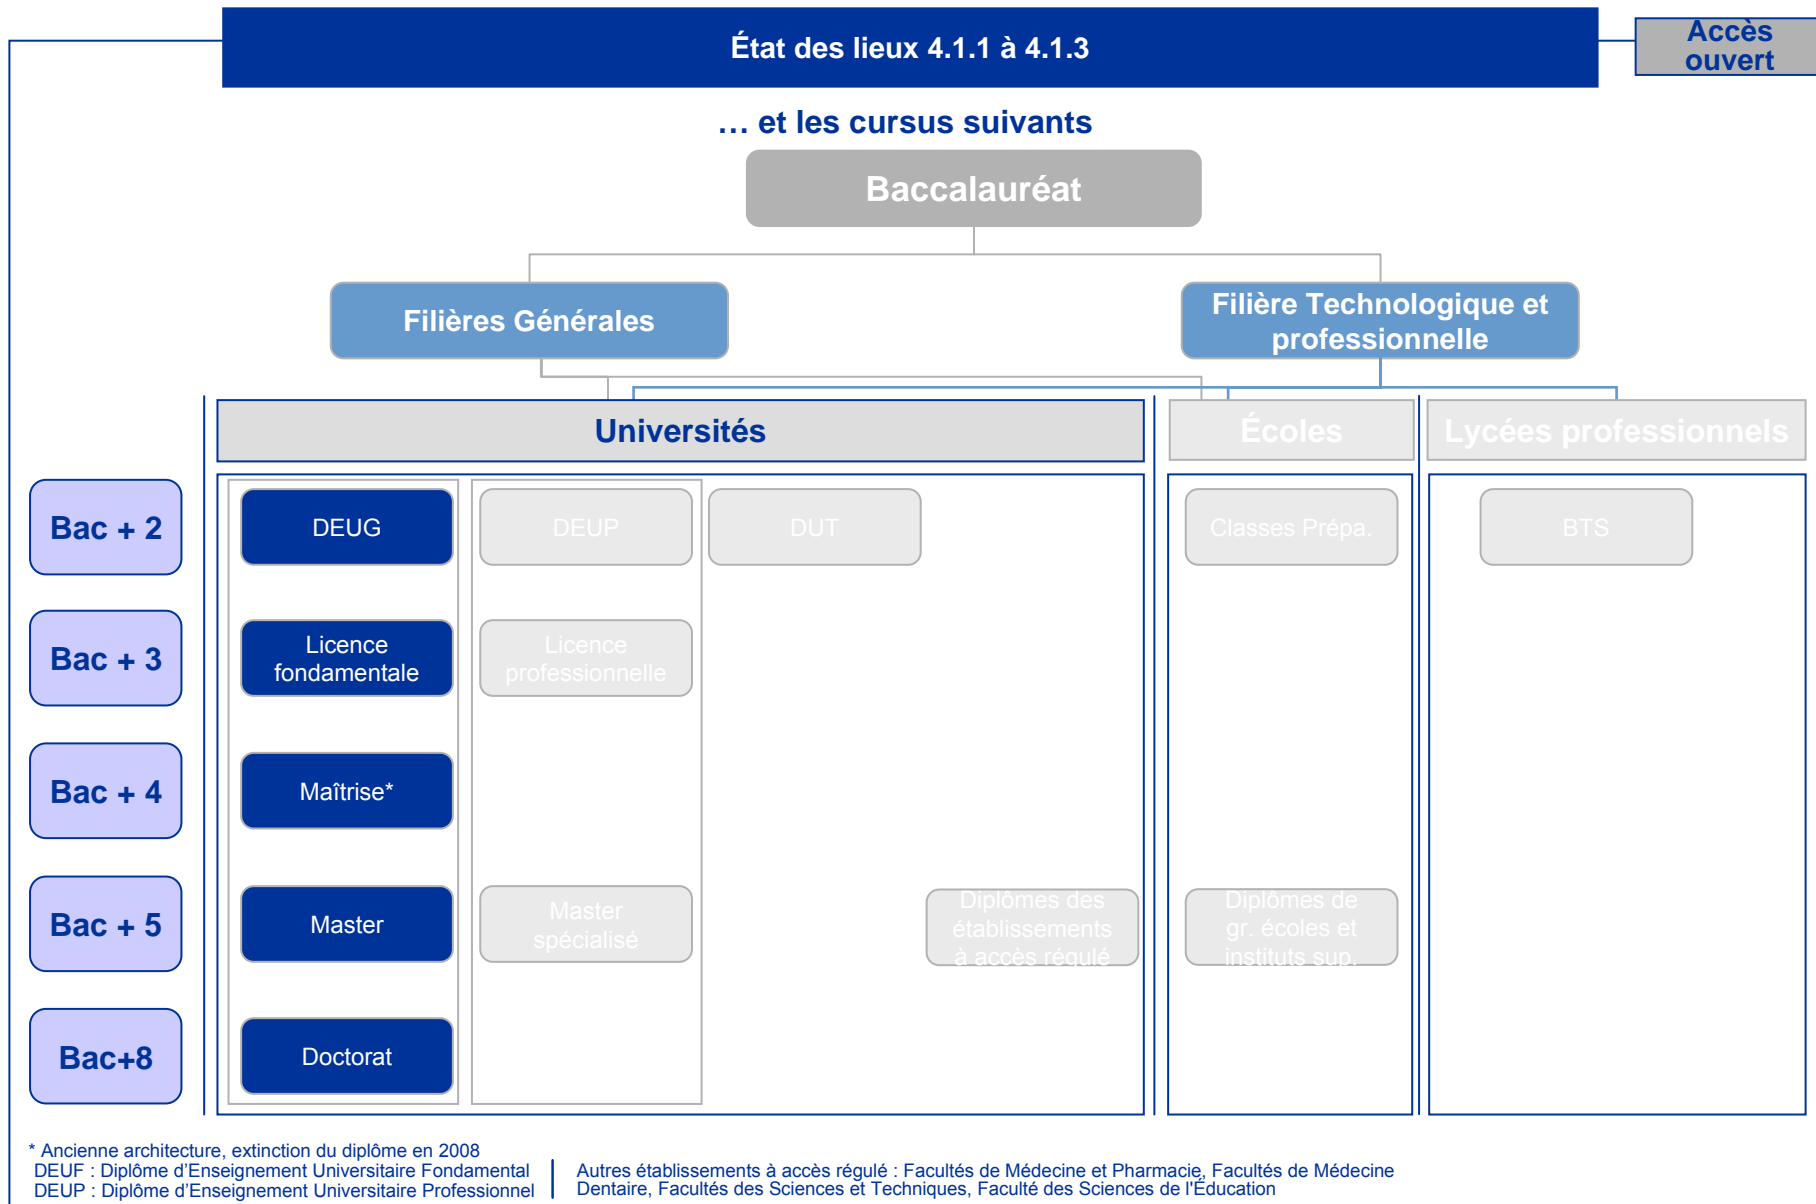 État des lieux 4.1.1 à 4.1.3
Accès
ouvert
… et les cursus suivants
Baccalauréat
Filières Générales
Filière Technologique et
professionnelle
Universités
Écoles
Lycées professionnels
Bac + 2
DEUG
DEUP
DUT
Classes Prépa.
BTS
Bac + 3
Licence
fondamentale
Licence
professionnelle
Bac + 4
Maîtrise*
Bac + 5
Master
Master
spécialisé
Diplômes des
établissements
à accès régulé
Diplômes de
gr. écoles et
instituts sup.
Bac+8
Doctorat
* Ancienne architecture, extinction du diplôme en 2008
DEUF : Diplôme d’Enseignement Universitaire Fondamental
DEUP : Diplôme d’Enseignement Universitaire Professionnel
Autres établissements à accès régulé : Facultés de Médecine et Pharmacie, Facultés de Médecine
Dentaire, Facultés des Sciences et Techniques, Faculté des Sciences de l'Éducation